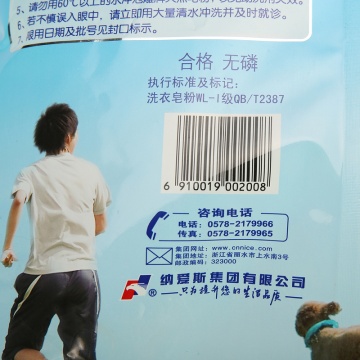 5、请勿用60℃以上的水
6、若不慎误入眼中，请立即用大量清水冲洗并及时就诊。
用日期及批号见封口标示。
合格 无磷
执行标准及标记：
洗衣皂粉WL-I级QB/T2387
6 910019 002008
咨询电话
电话：0578-2179966
传真：0578-2179965
集团网址：www.cnnice.com
集团地址：浙江省丽水市上水南3号
邮政编码：323000
纳爱斯集团有限公司
®
只为提升您的生活品质